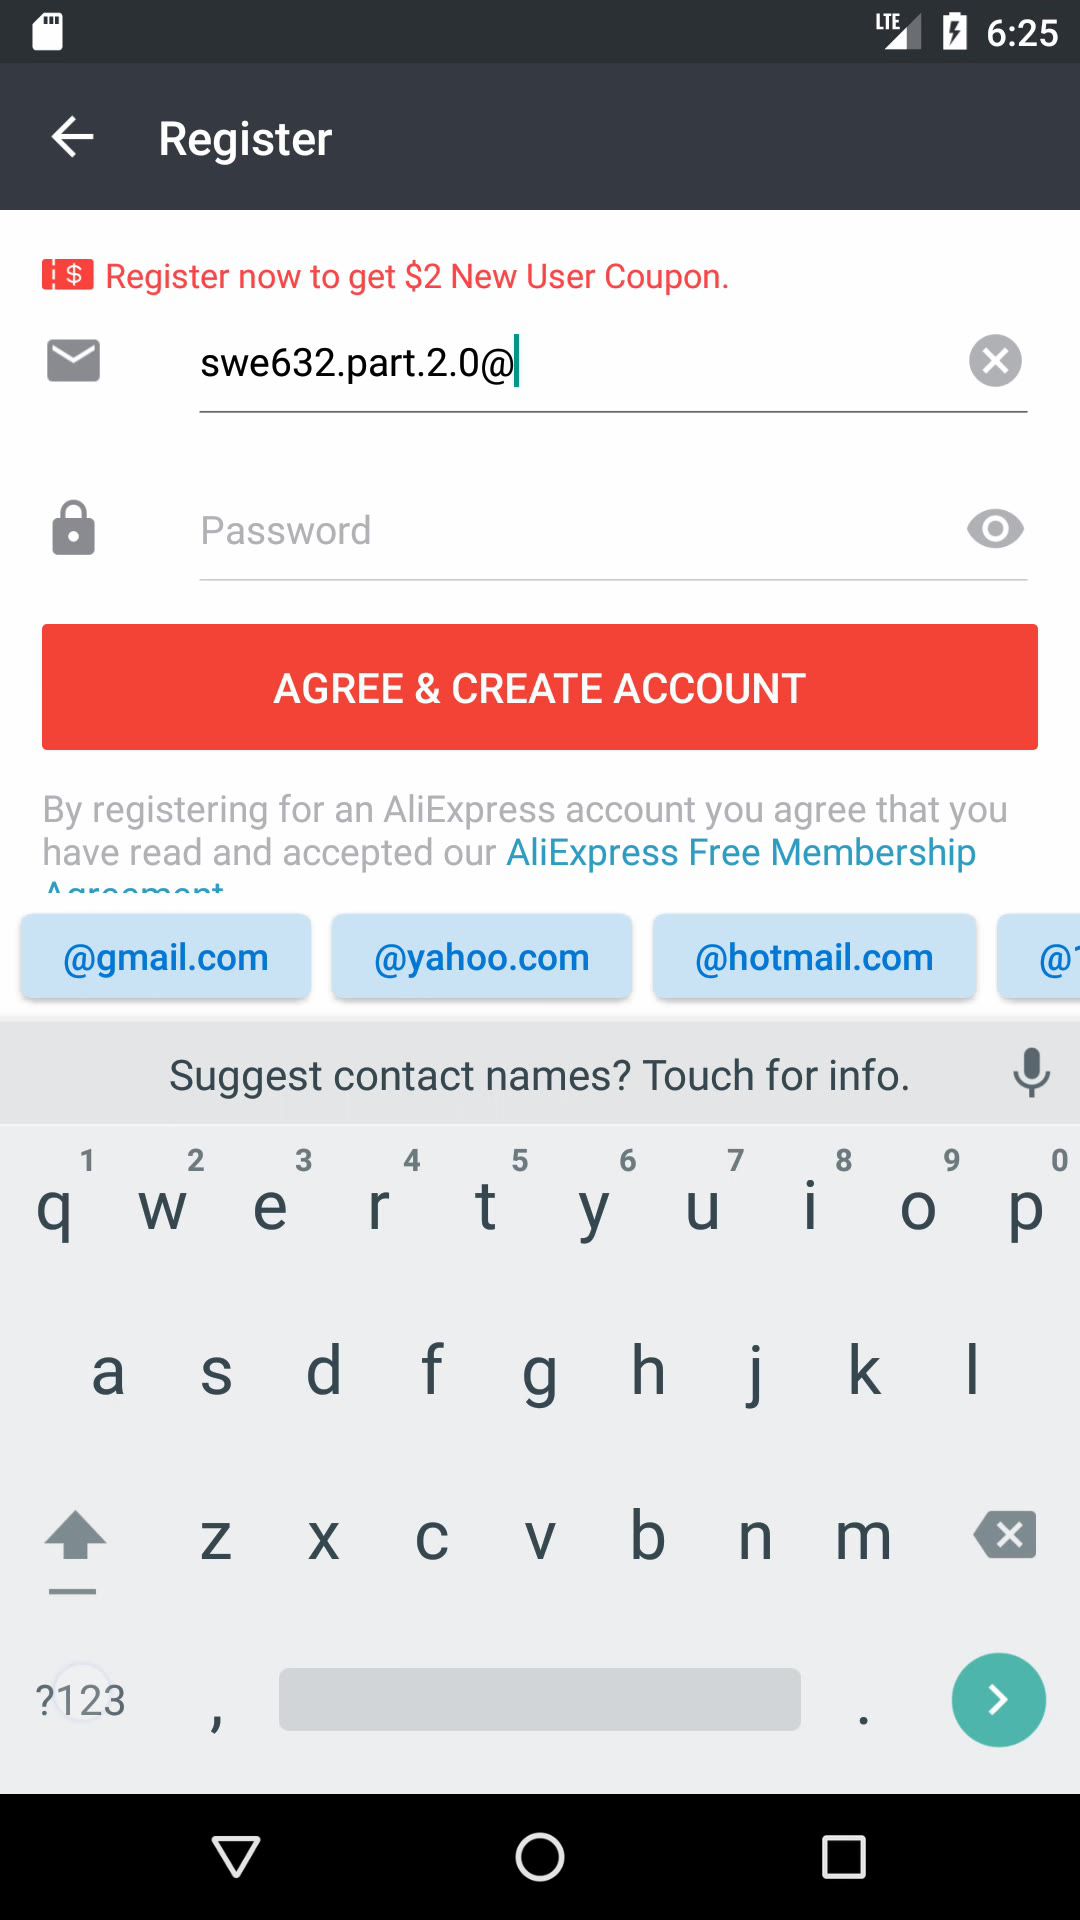 LTE 6:25
Register
$ Register now to get $2 New User Coupon.
swe632.part.2.0@
Password
AGREE & CREATE ACCOUNT
By registering for an AliExpress account you agree that you
have read and accepted our AliExpress Free Membership
Agreement
@gmail.com @yahoo.com @hotmail.com @1
Suggest contact names? Touch for info.
1 2 3 4 5 6 7 8 9 0
q w e r t y u i o p
a s d f g h j k l
z x c v b n m
?123 , .